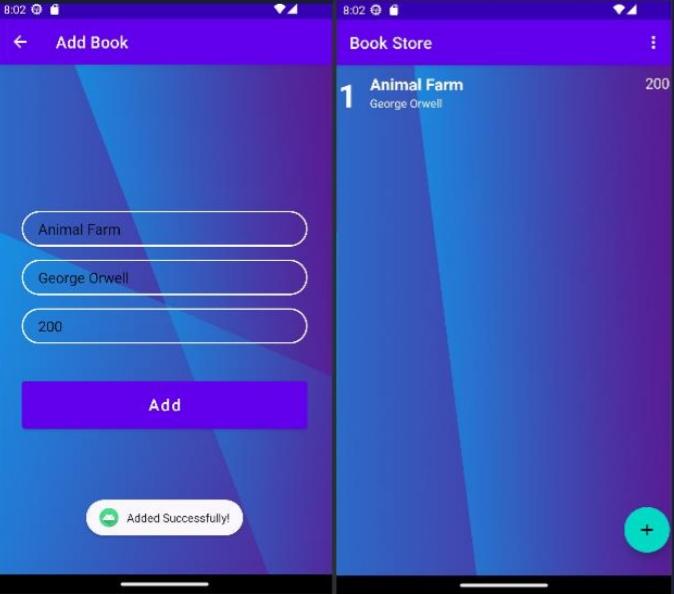 8:02
Add Book
Animal Farm
George Orwell
200
Add
Added Successfully!
8:02
Book Store
1
Animal Farm
200
George Orwell
+